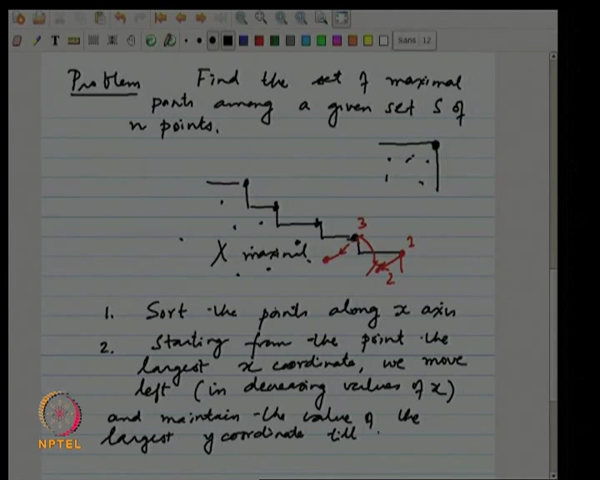 Sans 12
Problem Find the set of maximal
points among a given set S of
n points.
3
1
2
X maximal
1. Sort the points along x axis
2. Starting from the point the
largest x coordinate, we move
left (in decreasing values of x)
and maintain the value of the
largest y coordinate till
NPTEL